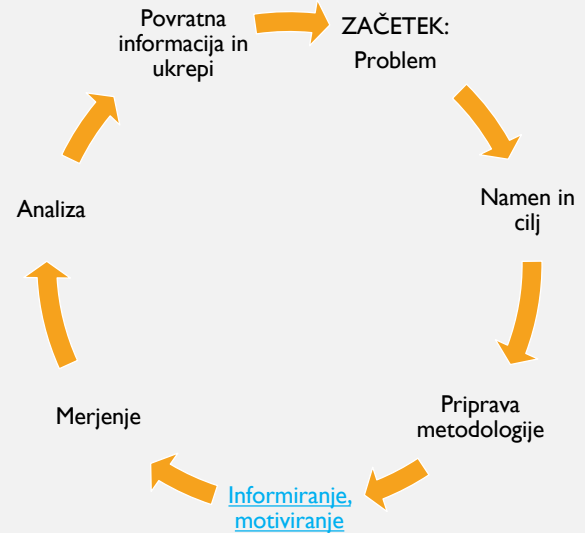 ZAČETEK:
Problem
Namen in
cilj
Priprava
metodologije
Informiranje,
motiviranje
Merjenje
Analiza
Povratna
informacija in
ukrepi